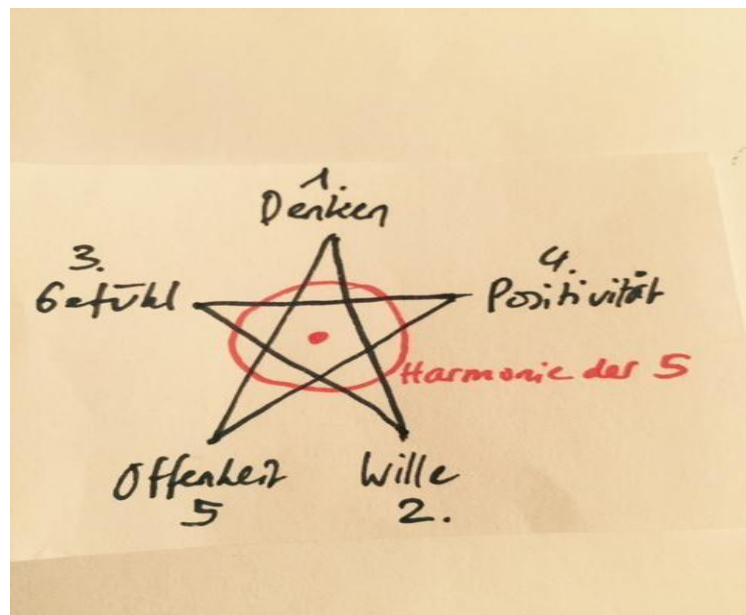 1.
Denken
3.
Gefühl
4.
Positivität
Harmonie der 5
Offenheit
5
Wille
2.